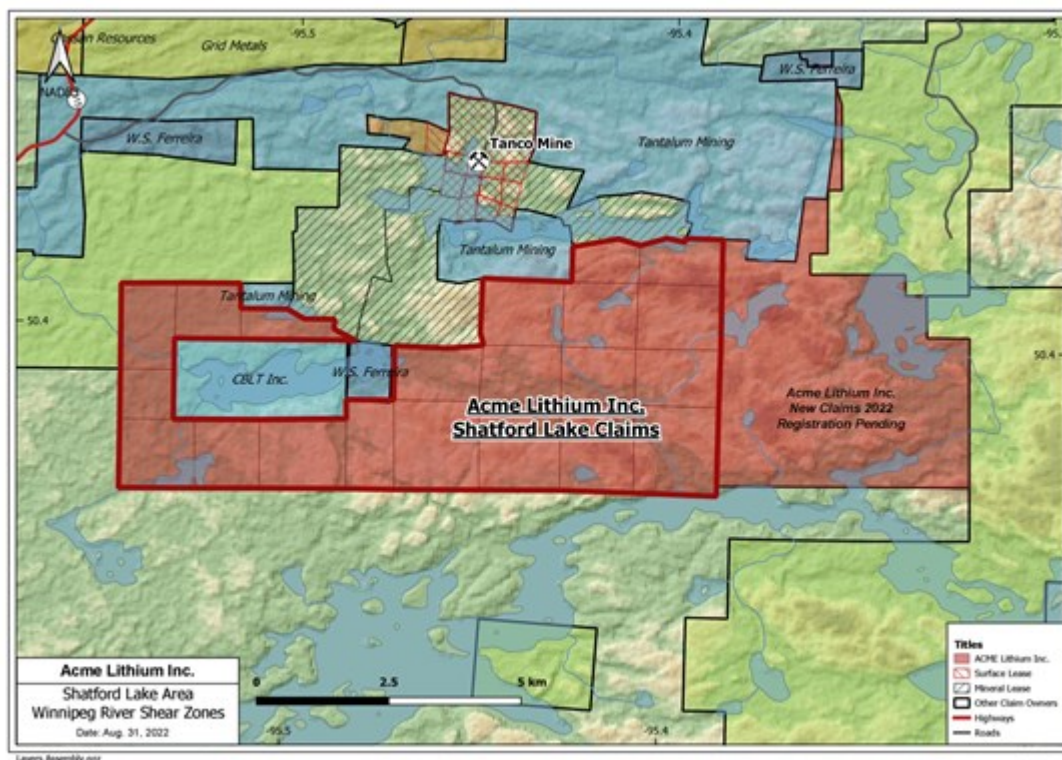 -95.5
-95.4
Grid Metals
Resources
W.S. Ferreira
W.S. Ferreira
Tanco Mine
Tantalum Mining
Tantalum Mining
Tantalum Mining
50.4
50.4
CBLT Inc.
W.S. Ferreira
Acme Lithium Inc.
Shatford Lake Claims
Acme Lithium Inc.
New Claims 2022
Registration Pending
Acme Lithium Inc.
Shatford Lake Area
Winnipeg River Shear Zones
Date: Aug. 31, 2022
0 2.5 5 km
-95.5
-95.4
Titles
ACME Lithium Inc.
Surface Lease
Mineral Lease
Other Claim Owners
Highways
Roads